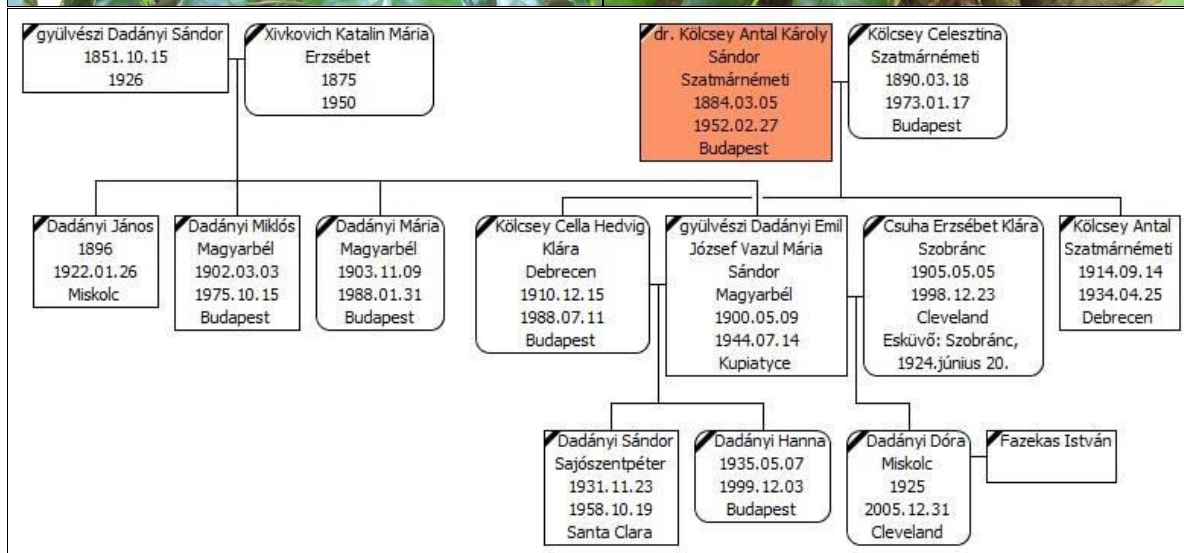 gyülvészi Dadányi Sándor
1851.10.15
1926
Xivkovich Katalin Mária
Erzsébet
1875
1950
dr. Kölcsey Antal Károly
Sándor
Szatmárnémeti
1884.03.05
1952.02.27
Budapest
Kölcsey Celesztina
Szatmárnémeti
1890.03.18
1973.01.17
Budapest
Dadányi János
1896
1922.01.26
Miskolc
Dadányi Miklós
Magyarbél
1902.03.03
1975.10.15
Budapest
Dadányi Mária
Magyarbél
1903.11.09
1988.01.31
Budapest
Kölcsey Cella Hedvig
Klára
Debrecen
1910.12.15
1988.07.11
Budapest
gyülvészi Dadányi Emil
József Vazul Mária
Sándor
Magyarbél
1900.05.09
1944.07.14
Kupiatyce
Csuha Erzsébet Klára
Szobránc
1905.05.05
1998.12.23
Cleveland
Esküvő: Szobránc,
1924.június 20.
Kölcsey Antal
Szatmárnémeti
1914.09.14
1934.04.25
Debrecen
Dadányi Sándor
Sajószentpéter
1931.11.23
1958.10.19
Santa Clara
Dadányi Hanna
1935.05.07
1999.12.03
Budapest
Dadányi Dóra
Miskolc
1925
2005.12.31
Cleveland
Fazekas István